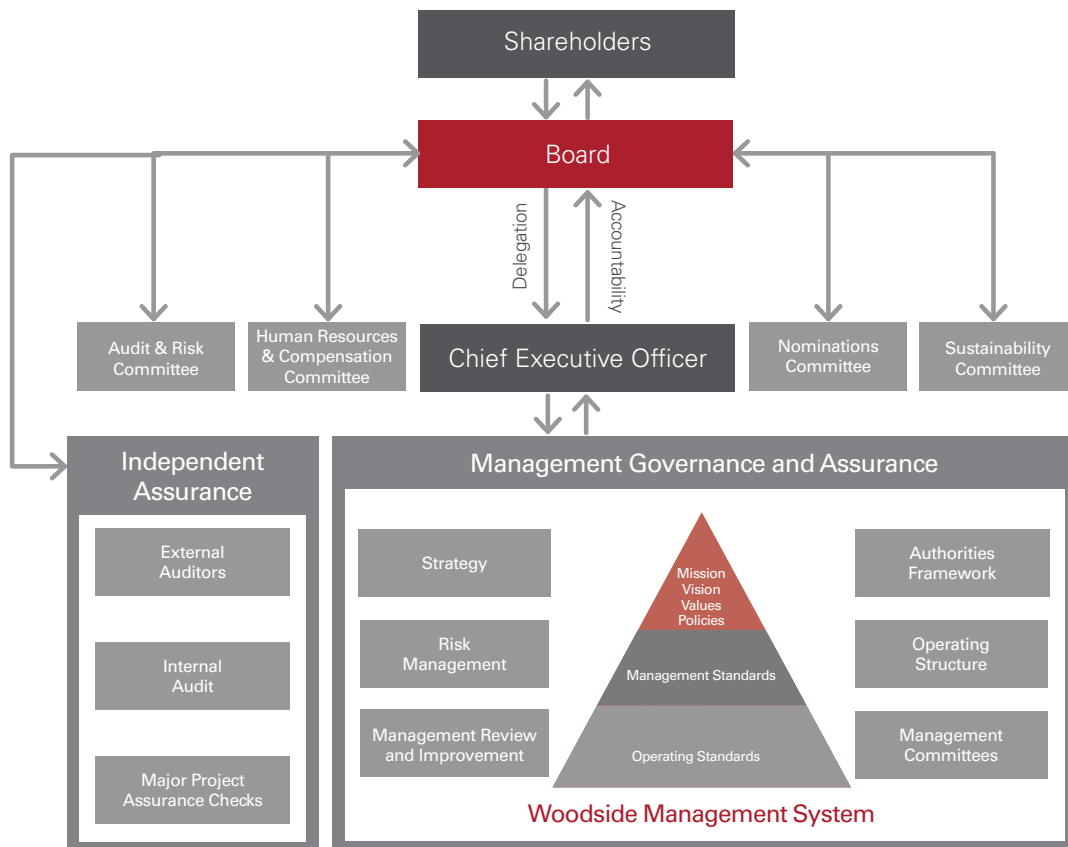 Shareholders
Board
Delegation
Accountability
Audit & Risk
Committee
Human Resources
& Compensation
Committee
Chief Executive Officer
Nominations
Committee
Sustainability
Committee
Independent
Assurance
External
Auditors
Internal
Audit
Major Project
Assurance Checks
Management Governance and Assurance
Strategy
Risk
Management
Management Review
and Improvement
Mission
Vision
Values
Policies
Management Standards
Operating Standards
Authorities
Framework
Operating
Structure
Management
Committees
Woodside Management System